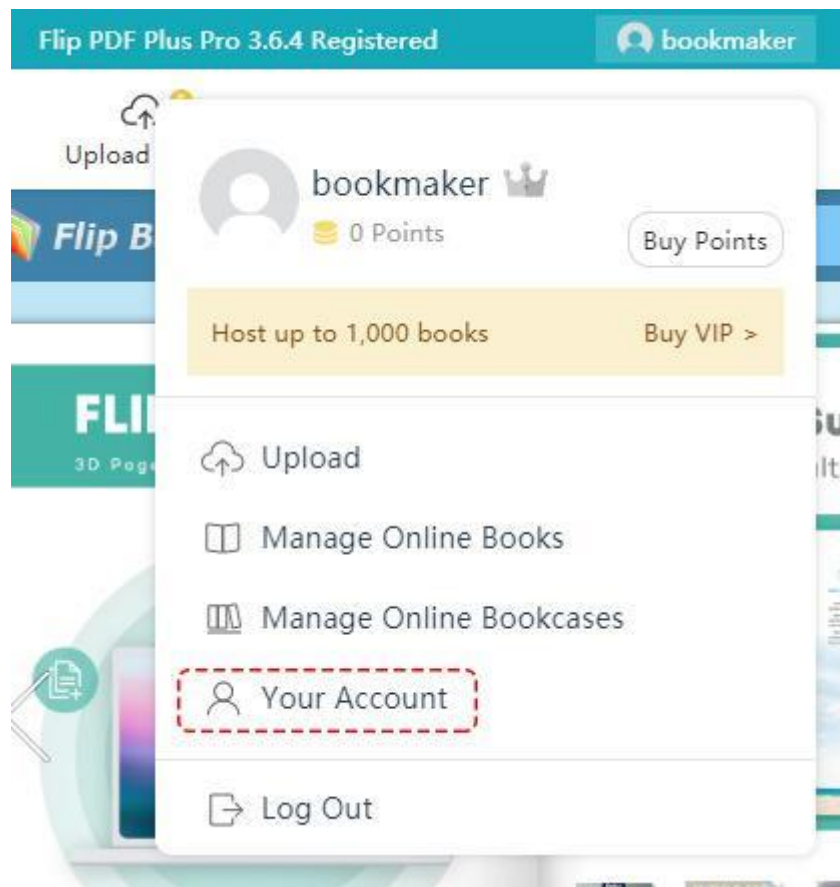 Flip PDF Plus Pro 3.6.4 Registered
bookmaker
Upload
bookmaker
0 Points
Buy Points
Flip B
Host up to 1,000 books
Buy VIP >
FLI
3D Page
Upload
Manage Online Books
Manage Online Bookcases
Your Account
Log Out